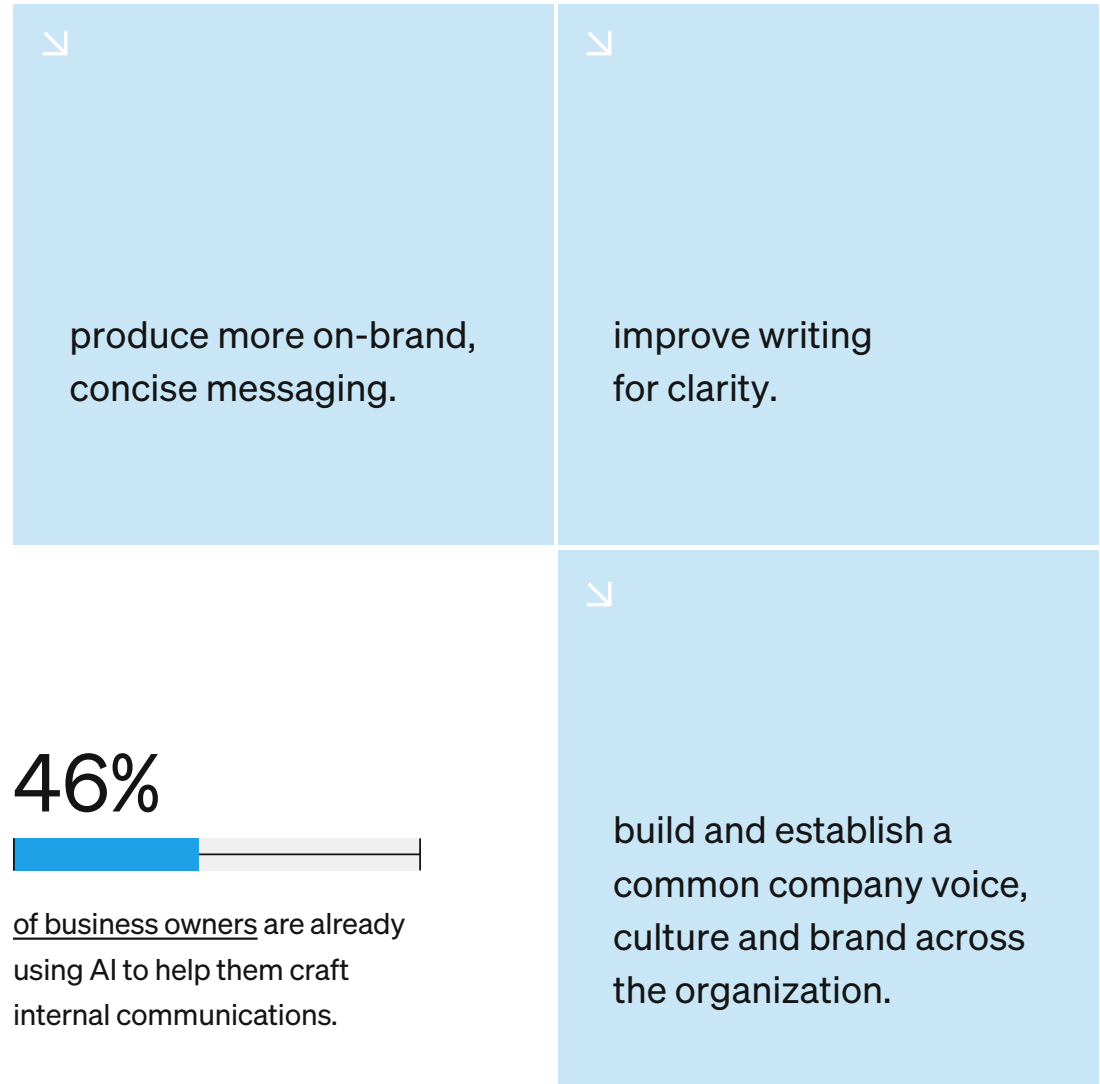 produce more on-brand,
concise messaging.
improve writing
for clarity.
46%
of business owners are already
using AI to help them craft
internal communications.
build and establish a
common company voice,
culture and brand across
the organization.